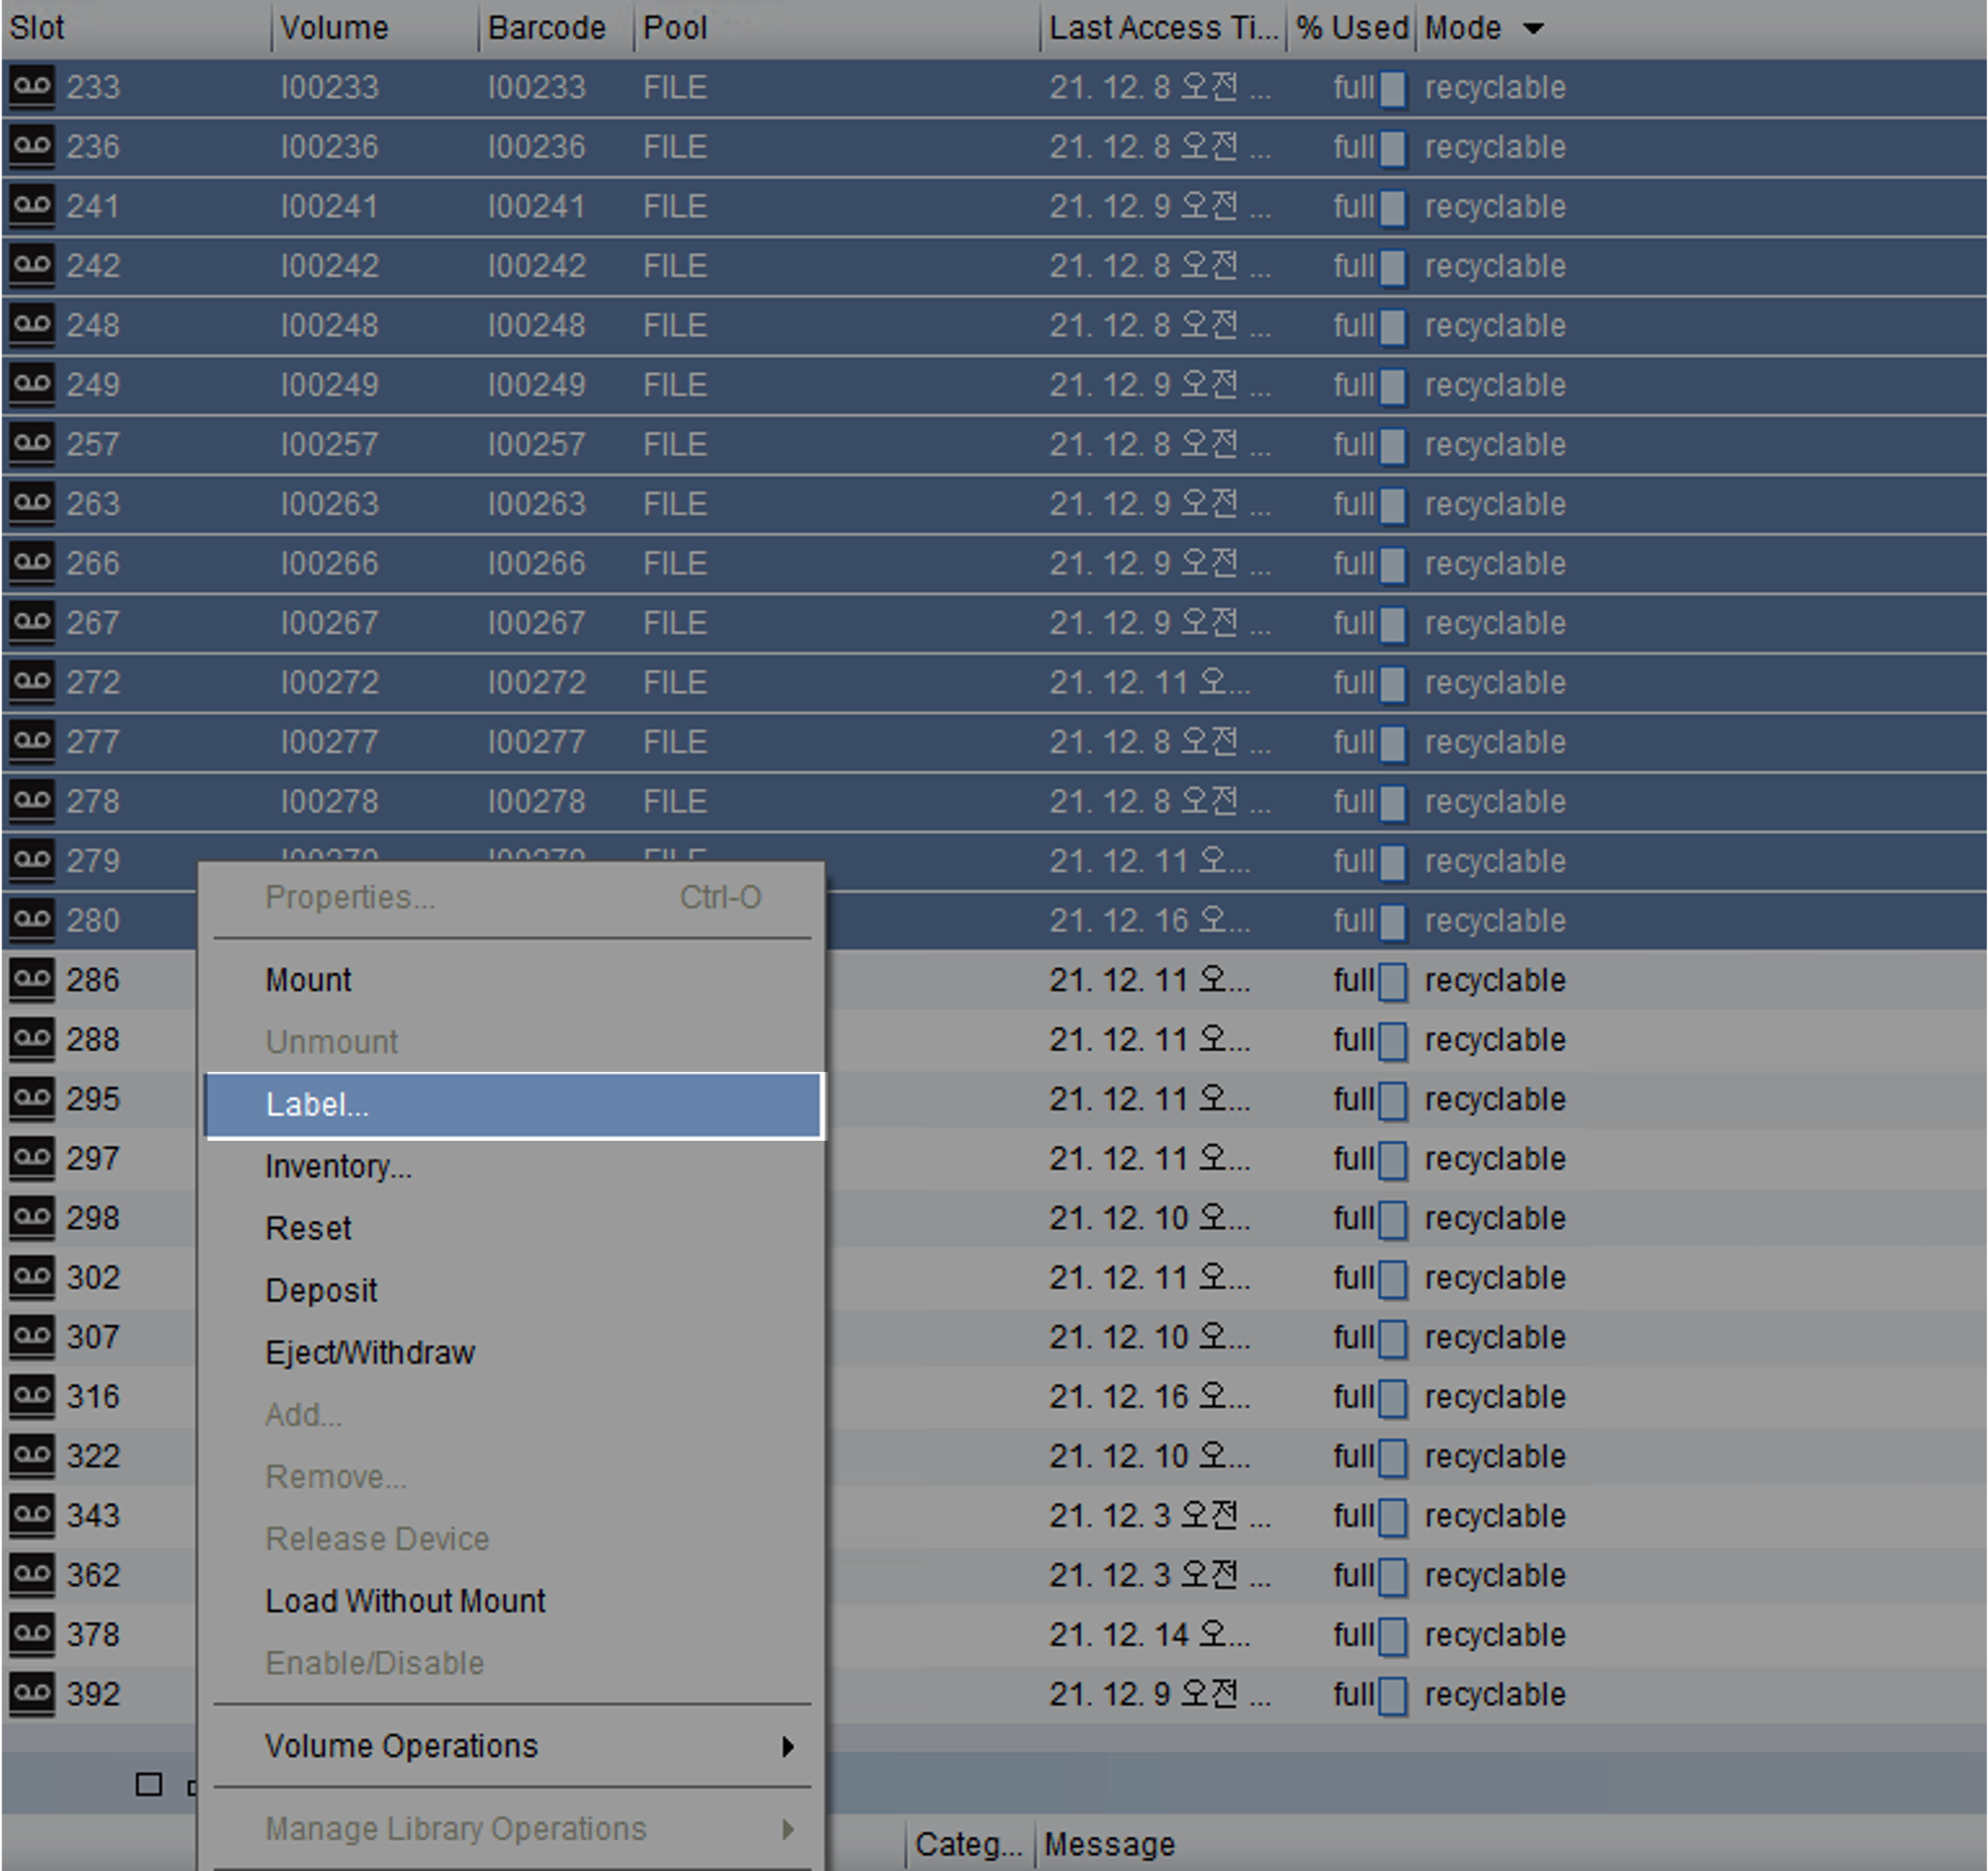 Slot Volume Barcode Pool Last Access Ti... % Used Mode
233 I00233 I00233 FILE 21. 12. 8 오전 ... full recyclable
236 I00236 I00236 FILE 21. 12. 8 오전 ... full recyclable
241 I00241 I00241 FILE 21. 12. 9 오전 ... full recyclable
242 I00242 I00242 FILE 21. 12. 8 오전 ... full recyclable
248 I00248 I00248 FILE 21. 12. 8 오전 ... full recyclable
249 I00249 I00249 FILE 21. 12. 9 오전 ... full recyclable
257 I00257 I00257 FILE 21. 12. 8 오전 ... full recyclable
263 I00263 I00263 FILE 21. 12. 9 오전 ... full recyclable
266 I00266 I00266 FILE 21. 12. 9 오전 ... full recyclable
267 I00267 I00267 FILE 21. 12. 9 오전 ... full recyclable
272 I00272 I00272 FILE 21. 12. 11 오... full recyclable
277 I00277 I00277 FILE 21. 12. 8 오전 ... full recyclable
278 I00278 I00278 FILE 21. 12. 8 오전 ... full recyclable
279 I00279 I00279 FILE 21. 12. 11 오... full recyclable
280 21. 12. 16 오... full recyclable
286 21. 12. 11 오... full recyclable
288 21. 12. 11 오... full recyclable
295 21. 12. 11 오... full recyclable
297 21. 12. 11 오... full recyclable
298 21. 12. 10 오... full recyclable
302 21. 12. 11 오... full recyclable
307 21. 12. 10 오... full recyclable
316 21. 12. 16 오... full recyclable
322 21. 12. 10 오... full recyclable
343 21. 12. 3 오전 ... full recyclable
362 21. 12. 3 오전 ... full recyclable
378 21. 12. 14 오... full recyclable
392 21. 12. 9 오전 ... full recyclable
Properties... Ctrl-O
Mount
Unmount
Label...
Inventory...
Reset
Deposit
Eject/Withdraw
Add...
Remove...
Release Device
Load Without Mount
Enable/Disable
Volume Operations
Manage Library Operations
Categ... Message